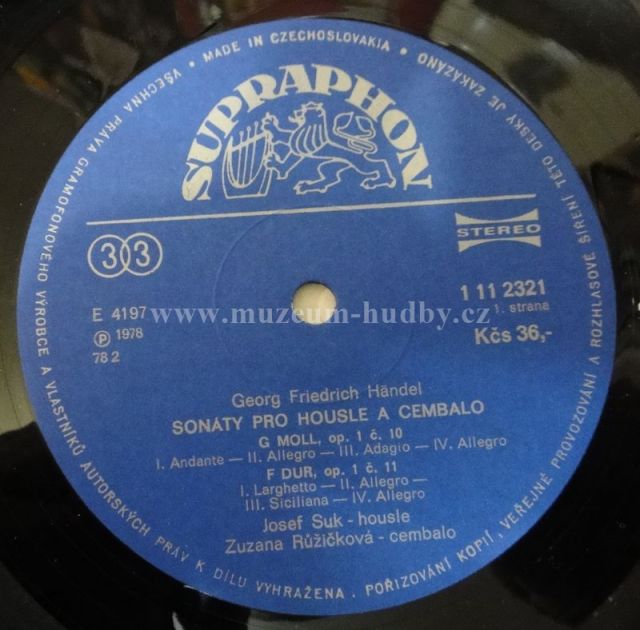 VŠECHNA PRÁVA GRAMOFONOVÉHO VÝROBCE A VLASTNÍKŮ AUTORSKÝCH PRÁV K DÍLU VYHRAŽENA. POŘIZOVÁNÍ KOPIÍ, VEŘEJNÉ PROVOZOVÁNÍ A ROZHLASOVÉ ŠÍŘENÍ TÉTO DESKY JE ZAKÁZÁNO • MADE IN CZECHOSLOVAKIA •
SUPRAPHON
33
STEREO
E 4197
1 11 2321
℗ 1978
1. strana
78 2
Kčs 36,-
www.muzeum-hudby.cz
Georg Friedrich Händel
SONÁTY PRO HOUSLE A CEMBALO
G MOLL, op. 1 č. 10
I. Andante — II. Allegro — III. Adagio — IV. Allegro
F DUR, op. 1 č. 11
I. Larghetto — II. Allegro —
III. Siciliana — IV. Allegro
Josef Suk - housle
Zuzana Růžičková - cembalo